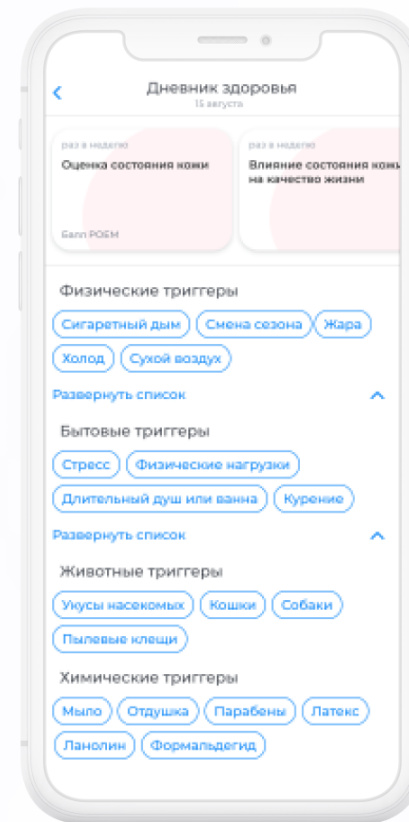 Дневник здоровья
15 августа
раз в неделю
Оценка состояния кожи
Балл POEM
раз в неделю
Влияние состояния кожи
на качество жизни
Физические триггеры
Сигаретный дым Смена сезона Жара
Холод Сухой воздух
Развернуть список
Бытовые триггеры
Стресс Физические нагрузки
Длительный душ или ванна Курение
Развернуть список
Животные триггеры
Укусы насекомых Кошки Собаки
Пылевые клещи
Химические триггеры
Мыло Отдушка Парабены Латекс
Ланолин Формальдегид